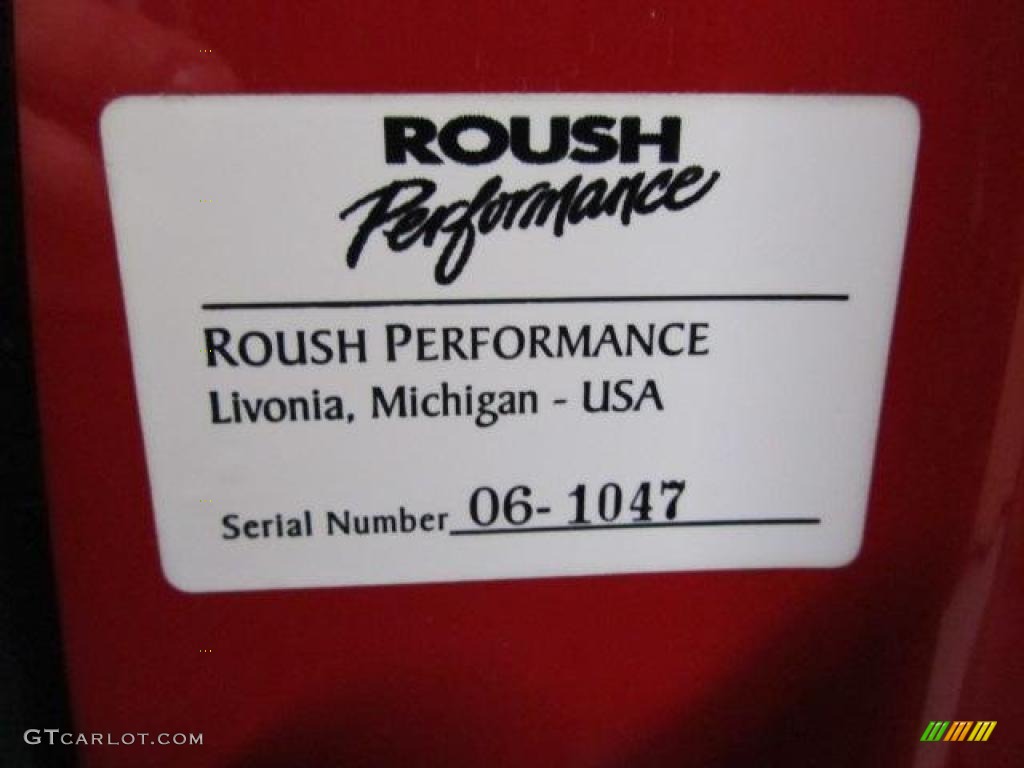 ROUSH
Performance
ROUSH PERFORMANCE
Livonia, Michigan - USA
Serial Number 06-1047
GTCARLOT.COM